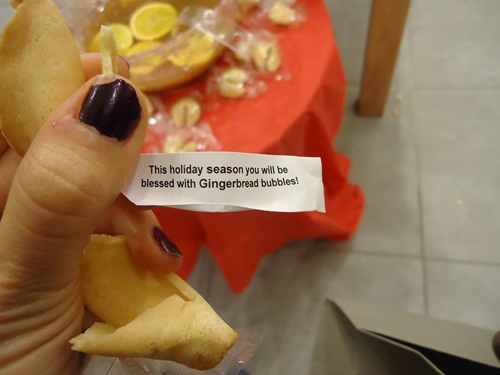 This holiday season you will be
blessed with Gingerbread bubbles!